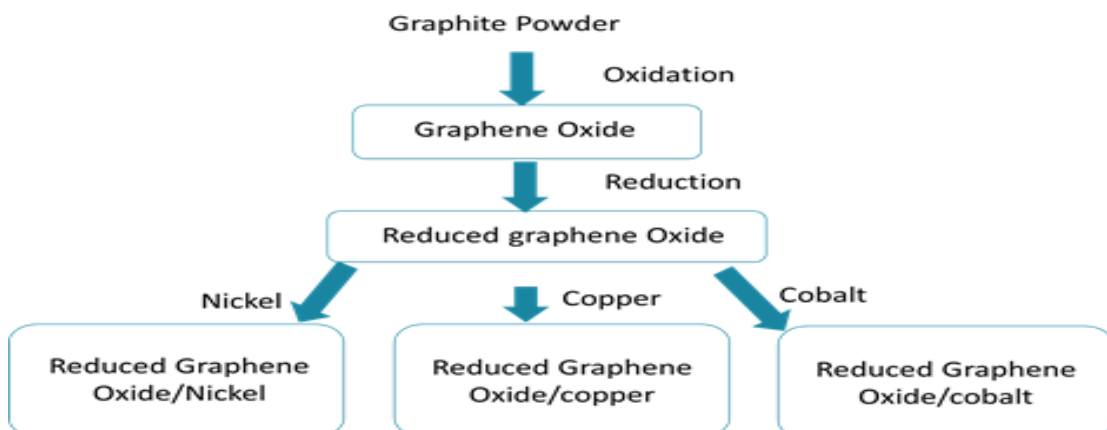 Graphite Powder
Oxidation
Graphene Oxide
Reduction
Reduced graphene Oxide
Nickel
Copper
Cobalt
Reduced Graphene
Oxide/Nickel
Reduced Graphene
Oxide/copper
Reduced Graphene
Oxide/cobalt